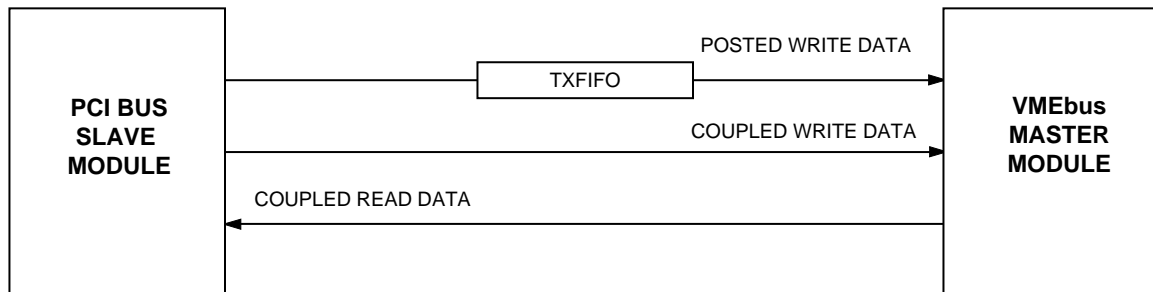 POSTED WRITE DATA
TXFIFO
PCI BUS
SLAVE
MODULE
COUPLED WRITE DATA
COUPLED READ DATA
VMEbus
MASTER
MODULE